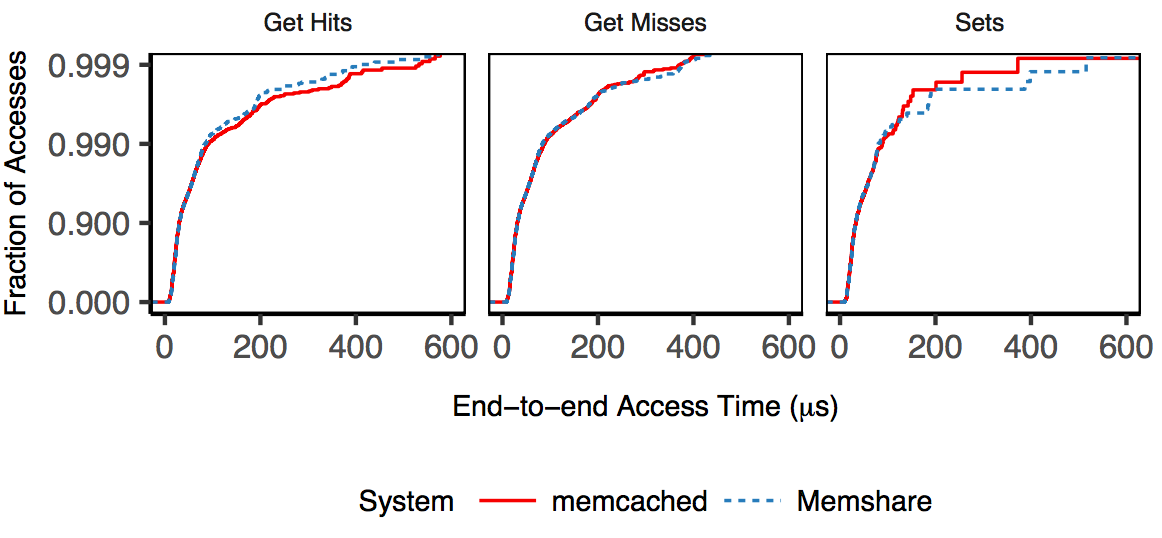 Get Hits Get Misses Sets
Fraction of Accesses
0.999
0.990
0.900
0.000
0 200 400 600 0 200 400 600 0 200 400 600
End−to−end Access Time (μs)
System memcached Memshare